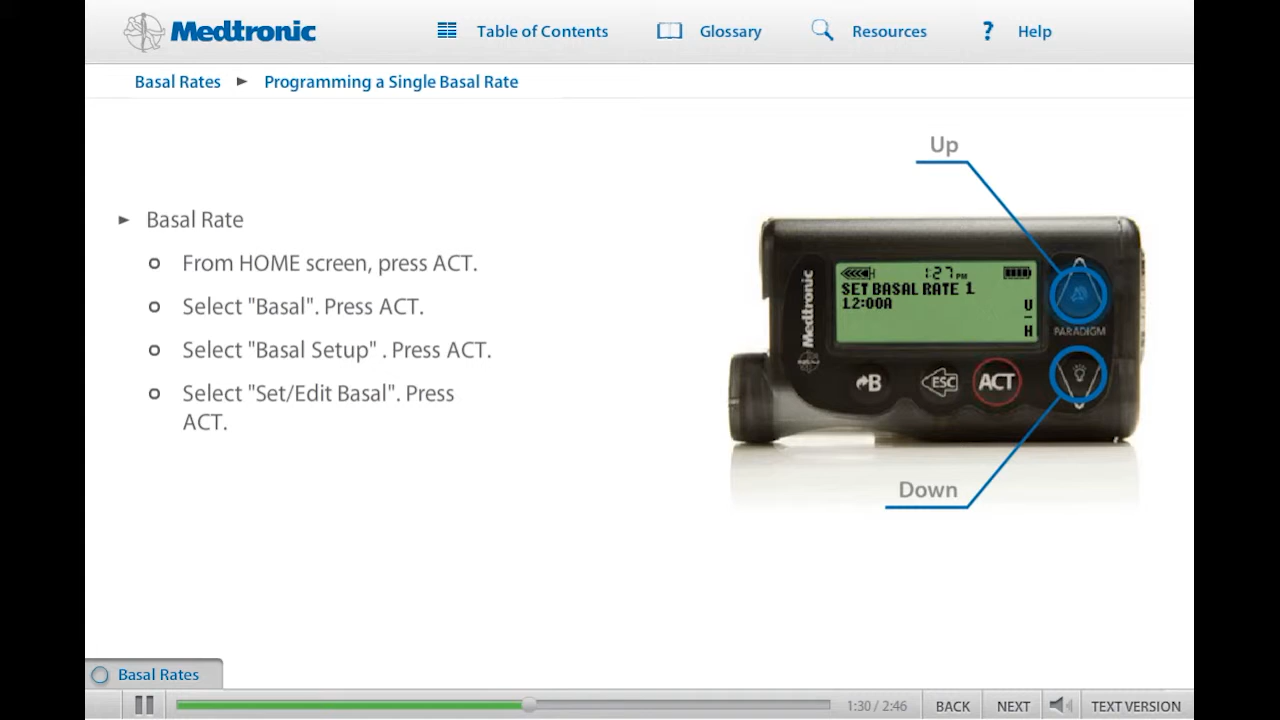 Medtronic
Table of Contents
Glossary
Resources
? Help
Basal Rates ► Programming a Single Basal Rate
Up
► Basal Rate
From HOME screen, press ACT.
Select "Basal". Press ACT.
Select "Basal Setup" . Press ACT.
Select "Set/Edit Basal". Press
ACT.
Medtronic
1:27 PM
SET BASAL RATE 1
12:00A
U
H
PARADIGM
B
ESC
ACT
Down
Basal Rates
1:30 / 2:46
BACK
NEXT
TEXT VERSION